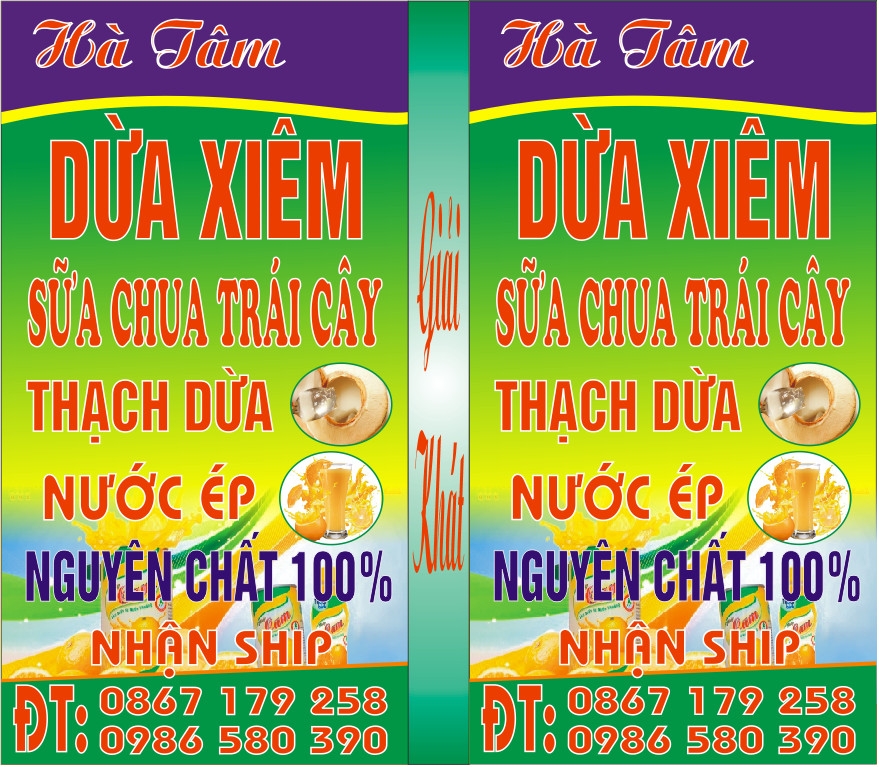 Hà Tâm
DỪA XIÊM
SỮA CHUA TRÁI CÂY
THẠCH DỪA
NƯỚC ÉP
NGUYÊN CHẤT 100%
NHẬN SHIP
ĐT: 0867 179 258
0986 580 390
Giải
Khát
Hà Tâm
DỪA XIÊM
SỮA CHUA TRÁI CÂY
THẠCH DỪA
NƯỚC ÉP
NGUYÊN CHẤT 100%
NHẬN SHIP
ĐT: 0867 179 258
0986 580 390